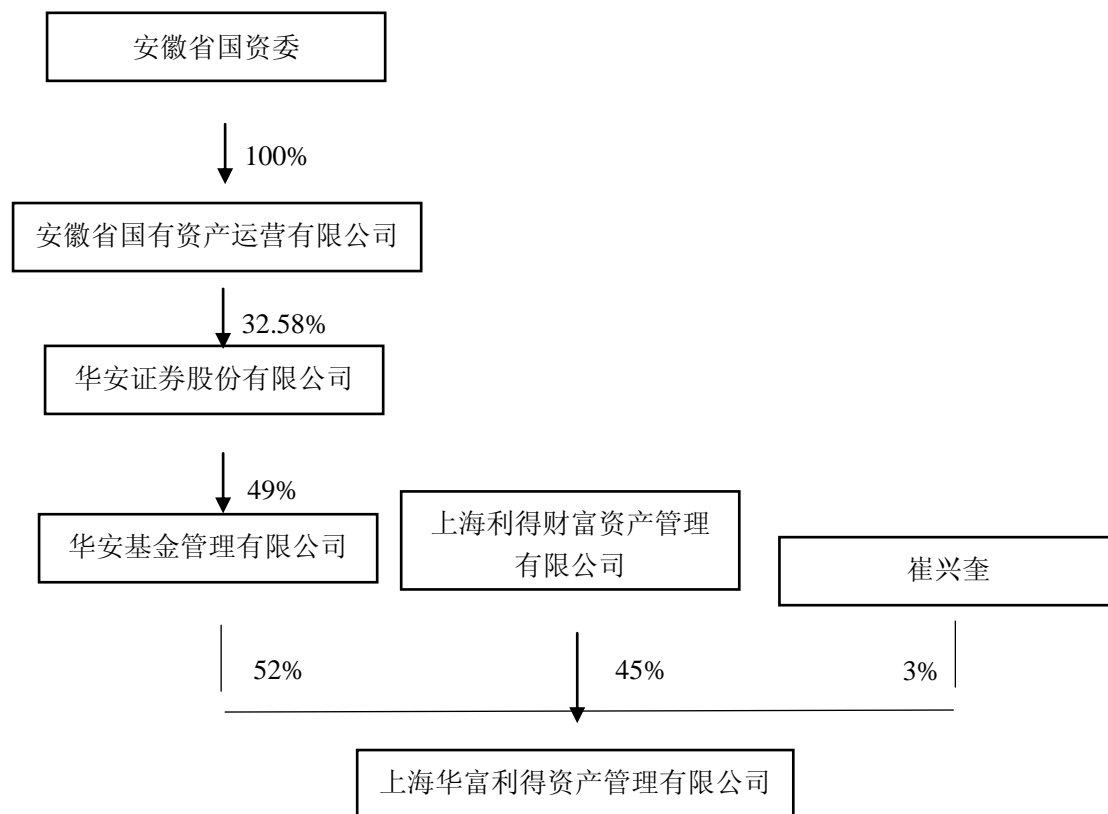 安徽省国资委
100%
安徽省国有资产运营有限公司
32.58%
华安证券股份有限公司
49%
华安基金管理有限公司
上海利得财富资产管理
有限公司
崔兴奎
52%
45%
3%
上海华富利得资产管理有限公司